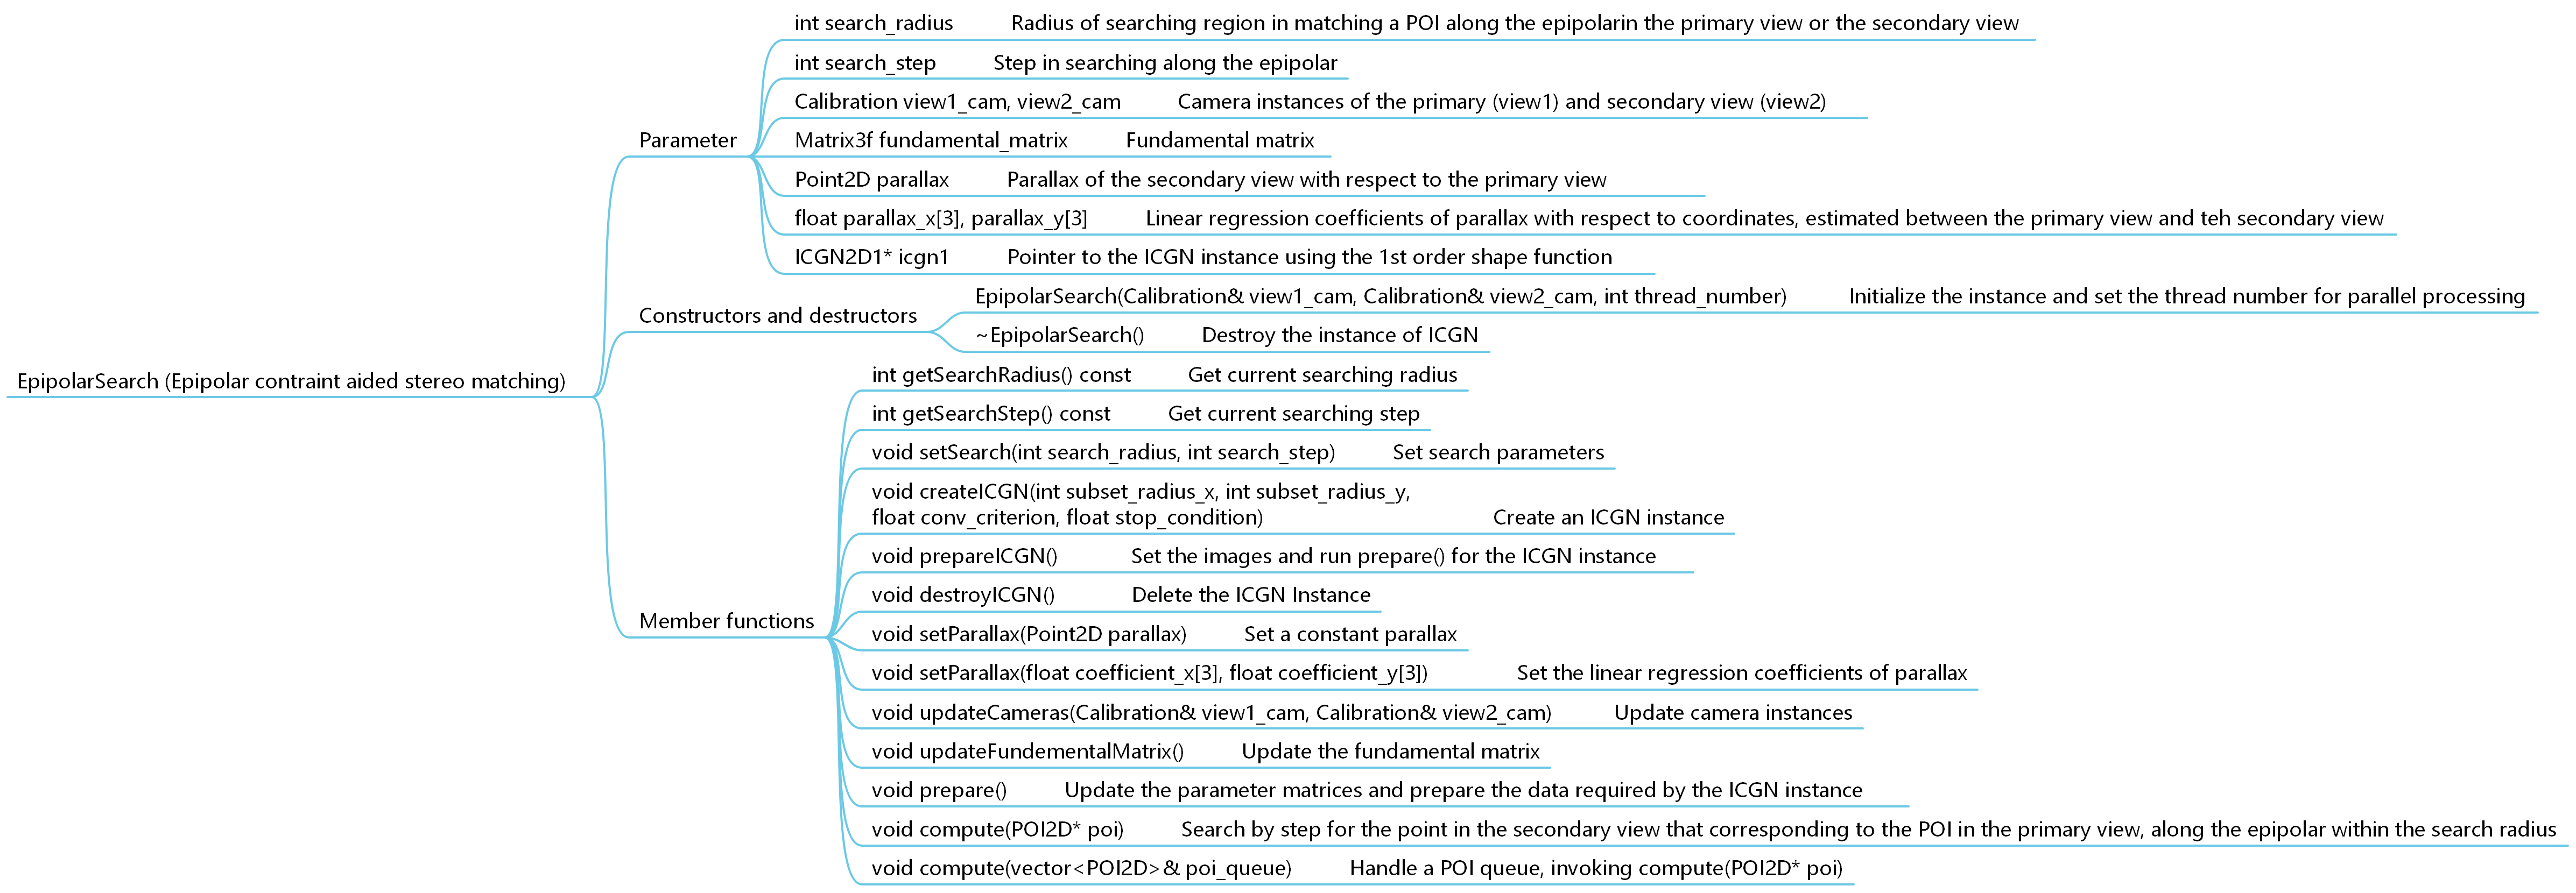 EpipolarSearch (Epipolar contraint aided stereo matching)
Parameter
int search_radius Radius of searching region in matching a POI along the epipolarin the primary view or the secondary view
int search_step Step in searching along the epipolar
Calibration view1_cam, view2_cam Camera instances of the primary (view1) and secondary view (view2)
Matrix3f fundamental_matrix Fundamental matrix
Point2D parallax Parallax of the secondary view with respect to the primary view
float parallax_x[3], parallax_y[3] Linear regression coefficients of parallax with respect to coordinates, estimated between the primary view and teh secondary view
ICGN2D1* icgn1 Pointer to the ICGN instance using the 1st order shape function
Constructors and destructors
EpipolarSearch(Calibration& view1_cam, Calibration& view2_cam, int thread_number) Initialize the instance and set the thread number for parallel processing
~EpipolarSearch() Destroy the instance of ICGN
Member functions
int getSearchRadius() const Get current searching radius
int getSearchStep() const Get current searching step
void setSearch(int search_radius, int search_step) Set search parameters
void createICGN(int subset_radius_x, int subset_radius_y,
float conv_criterion, float stop_condition) Create an ICGN instance
void prepareICGN() Set the images and run prepare() for the ICGN instance
void destroyICGN() Delete the ICGN Instance
void setParallax(Point2D parallax) Set a constant parallax
void setParallax(float coefficient_x[3], float coefficient_y[3]) Set the linear regression coefficients of parallax
void updateCameras(Calibration& view1_cam, Calibration& view2_cam) Update camera instances
void updateFundementalMatrix() Update the fundamental matrix
void prepare() Update the parameter matrices and prepare the data required by the ICGN instance
void compute(POI2D* poi) Search by step for the point in the secondary view that corresponding to the POI in the primary view, along the epipolar within the search radius
void compute(vector<POI2D>& poi_queue) Handle a POI queue, invoking compute(POI2D* poi)